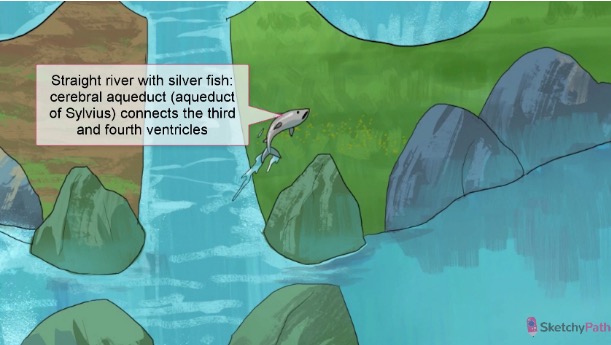 Straight river with silver fish:
cerebral aqueduct (aqueduct
of Sylvius) connects the third
and fourth ventricles
SketchyPath